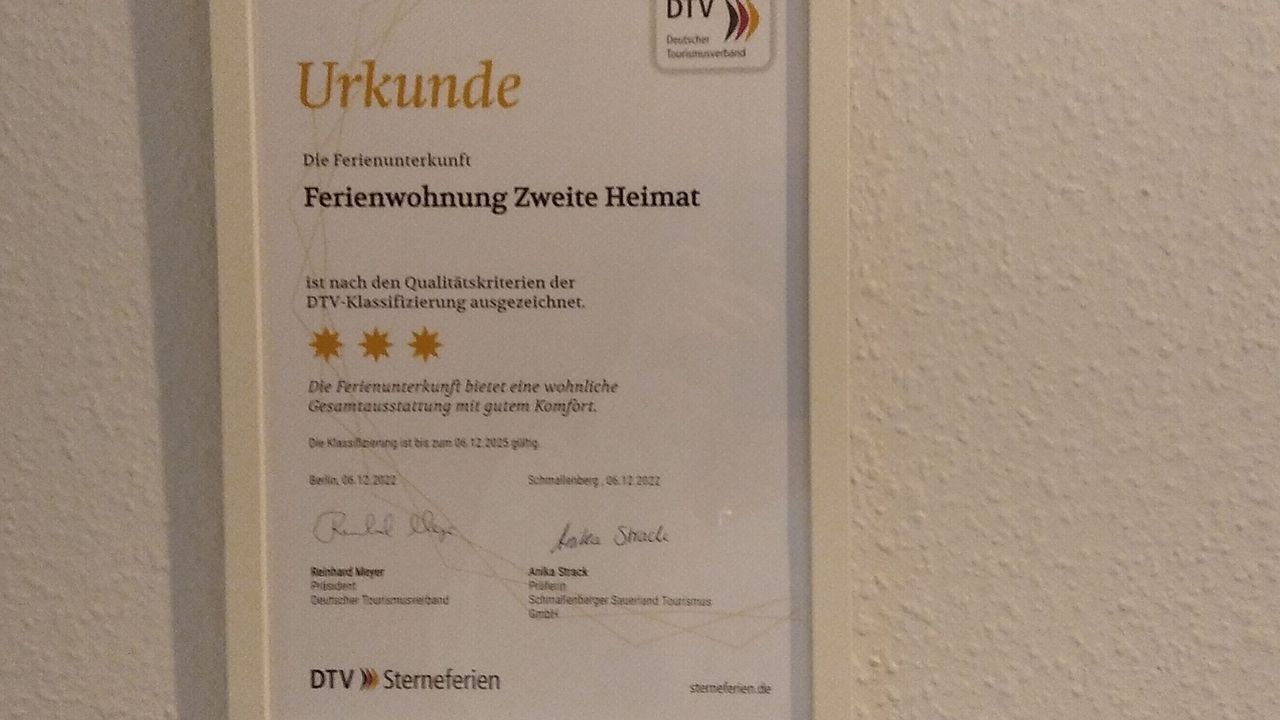 DTV
Deutscher
Tourismusverband
Urkunde
Die Ferienunterkunft
Ferienwohnung Zweite Heimat
ist nach den Qualitätskriterien der
DTV-Klassifizierung ausgezeichnet.
Die Ferienunterkunft bietet eine wohnliche
Gesamtausstattung mit gutem Komfort.
Die Klassifizierung ist bis zum 06.12.2025 gültig.
Berlin, 06.12.2022
Schmallenberg , 06.12.2022
Anika Strack
Reinhard Meyer
Präsident
Deutscher Tourismusverband
Anika Strack
Prüferin
Schmallenberger Sauerland Tourismus
GmbH
DTV Sterneferien
sterneferien.de